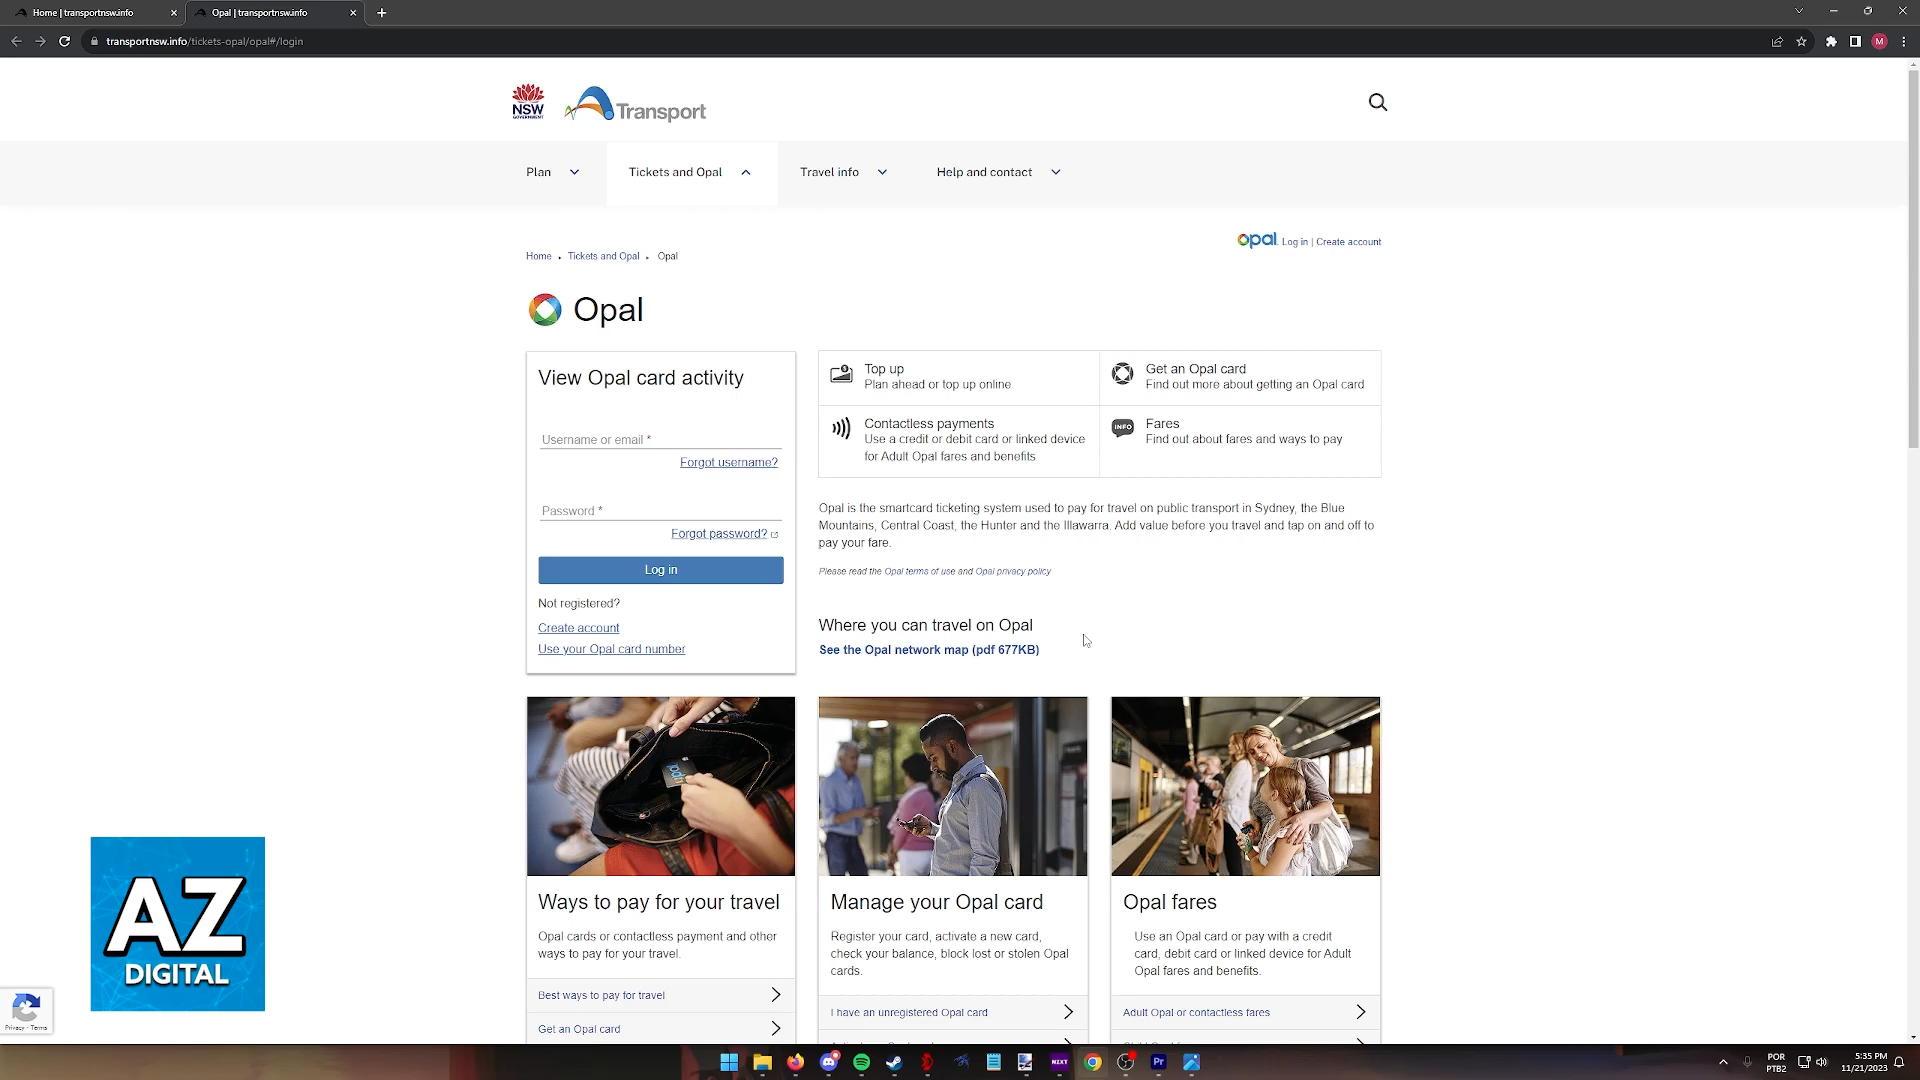 Home | transportnsw.info
Opal | transportnsw.info
transportnsw.info/tickets-opal/opal#/login
M
NSW
GOVERNMENT
Transport
Plan
Tickets and Opal
Travel info
Help and contact
opal Log in | Create account
Home
Tickets and Opal
Opal
Opal
View Opal card activity
Username or email *
Forgot username?
Password *
Forgot password?
Log in
Not registered?
Create account
Use your Opal card number
Top up
Plan ahead or top up online
Get an Opal card
Find out more about getting an Opal card
Contactless payments
Use a credit or debit card or linked device
for Adult Opal fares and benefits
INFO
Fares
Find out about fares and ways to pay
Opal is the smartcard ticketing system used to pay for travel on public transport in Sydney, the Blue
Mountains, Central Coast, the Hunter and the Illawarra. Add value before you travel and tap on and off to
pay your fare.
Please read the Opal terms of use and Opal privacy policy
Where you can travel on Opal
See the Opal network map (pdf 677KB)
Ways to pay for your travel
Opal cards or contactless payment and other
ways to pay for your travel.
Best ways to pay for travel
Get an Opal card
Manage your Opal card
Register your card, activate a new card,
check your balance, block lost or stolen Opal
cards.
I have an unregistered Opal card
Opal fares
Use an Opal card or pay with a credit
card, debit card or linked device for Adult
Opal fares and benefits.
Adult Opal or contactless fares
AZ
DIGITAL
Privacy - Terms
NZXT
Pr
POR
PTB2
5:35 PM
11/21/2023